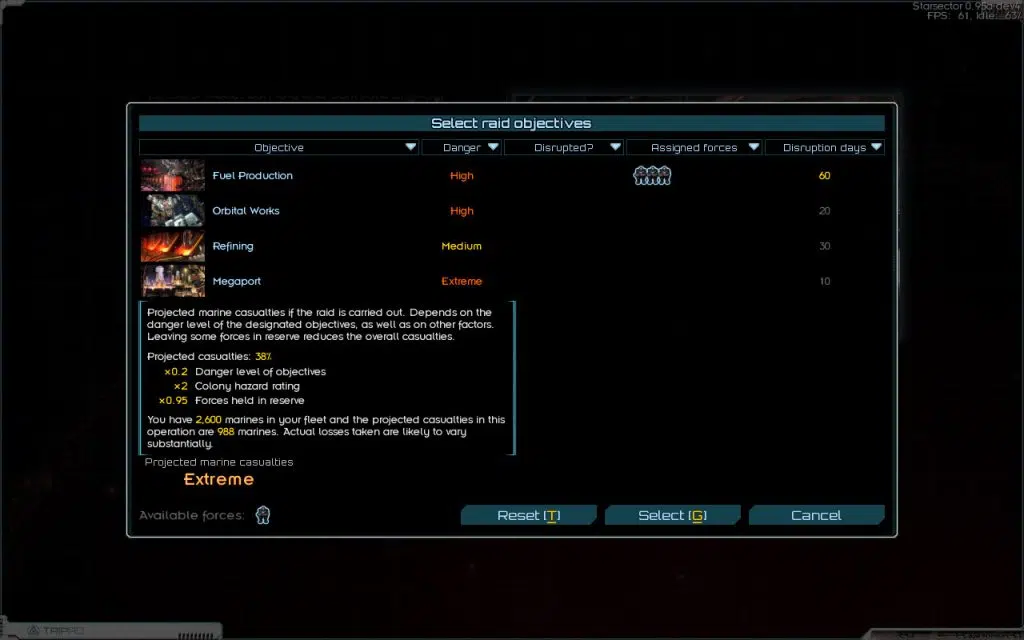 Starsector 0.95a-dev4
FPS: 61, Idle: 63%
Select raid objectives
Objective Danger Disrupted? Assigned forces Disruption days
Fuel Production High 60
Orbital Works High 20
Refining Medium 30
Megaport Extreme 10
Projected marine casualties if the raid is carried out. Depends on the
danger level of the designated objectives, as well as on other factors.
Leaving some forces in reserve reduces the overall casualties.
Projected casualties: 38%
×0.2 Danger level of objectives
×2 Colony hazard rating
×0.95 Forces held in reserve
You have 2,600 marines in your fleet and the projected casualties in this
operation are 988 marines. Actual losses taken are likely to vary
substantially.
Projected marine casualties
Extreme
Available forces: Reset [T] Select [G] Cancel